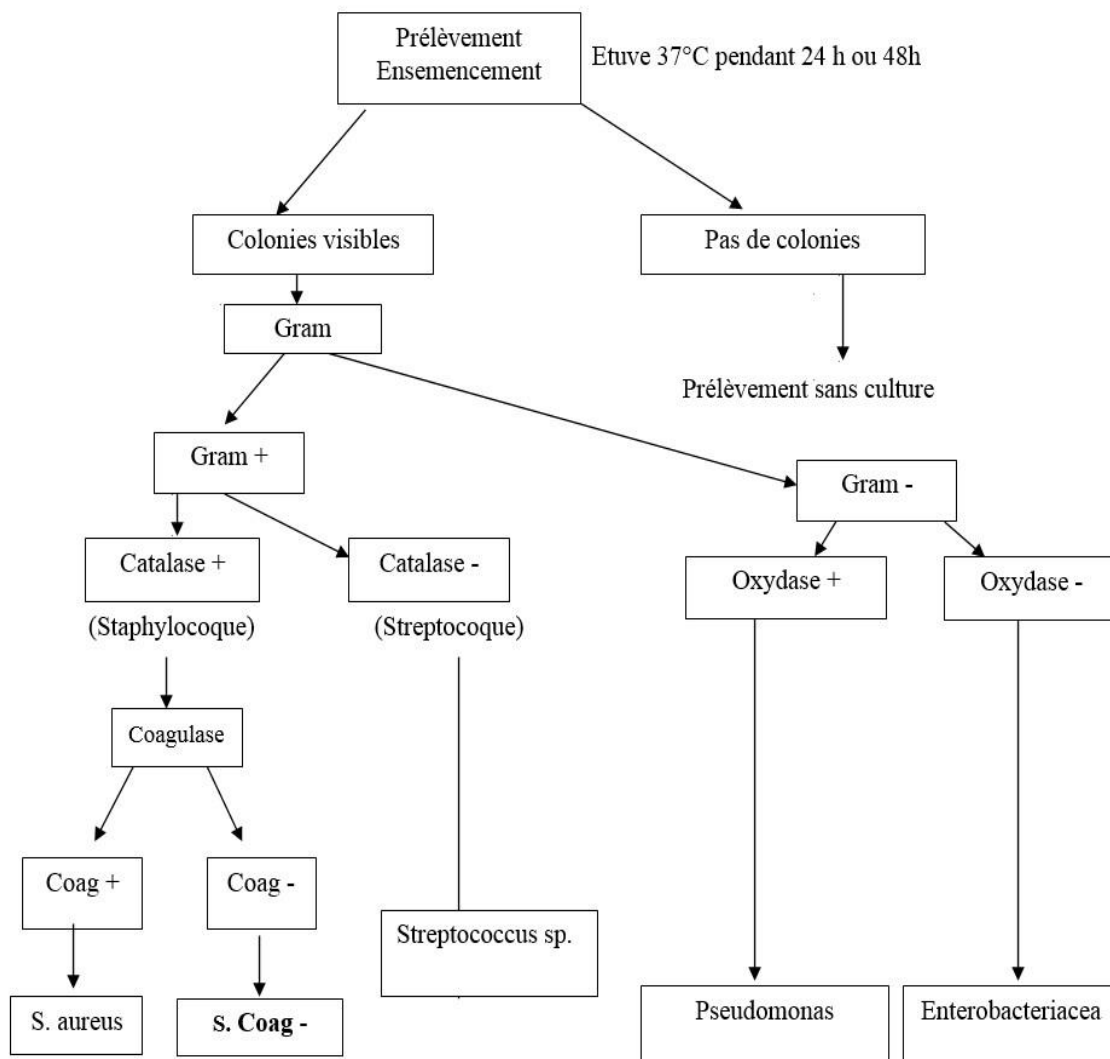 Prélèvement
Ensemencement
Etuve 37°C pendant 24 h ou 48h
Colonies visibles
Pas de colonies
Gram
Prélèvement sans culture
Gram +
Gram -
Catalase +
Catalase -
Oxydase +
Oxydase -
(Staphylocoque)
(Streptocoque)
Coagulase
Coag +
Coag -
Streptococcus sp.
S. aureus
S. Coag -
Pseudomonas
Enterobacteriacea